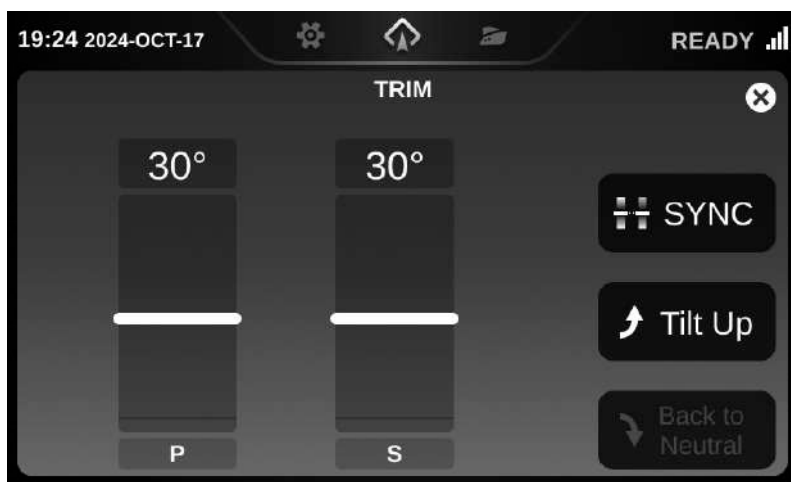 19:24 2024-OCT-17
READY
TRIM
30°
30°
SYNC
Tilt Up
Back to
Neutral
P
S